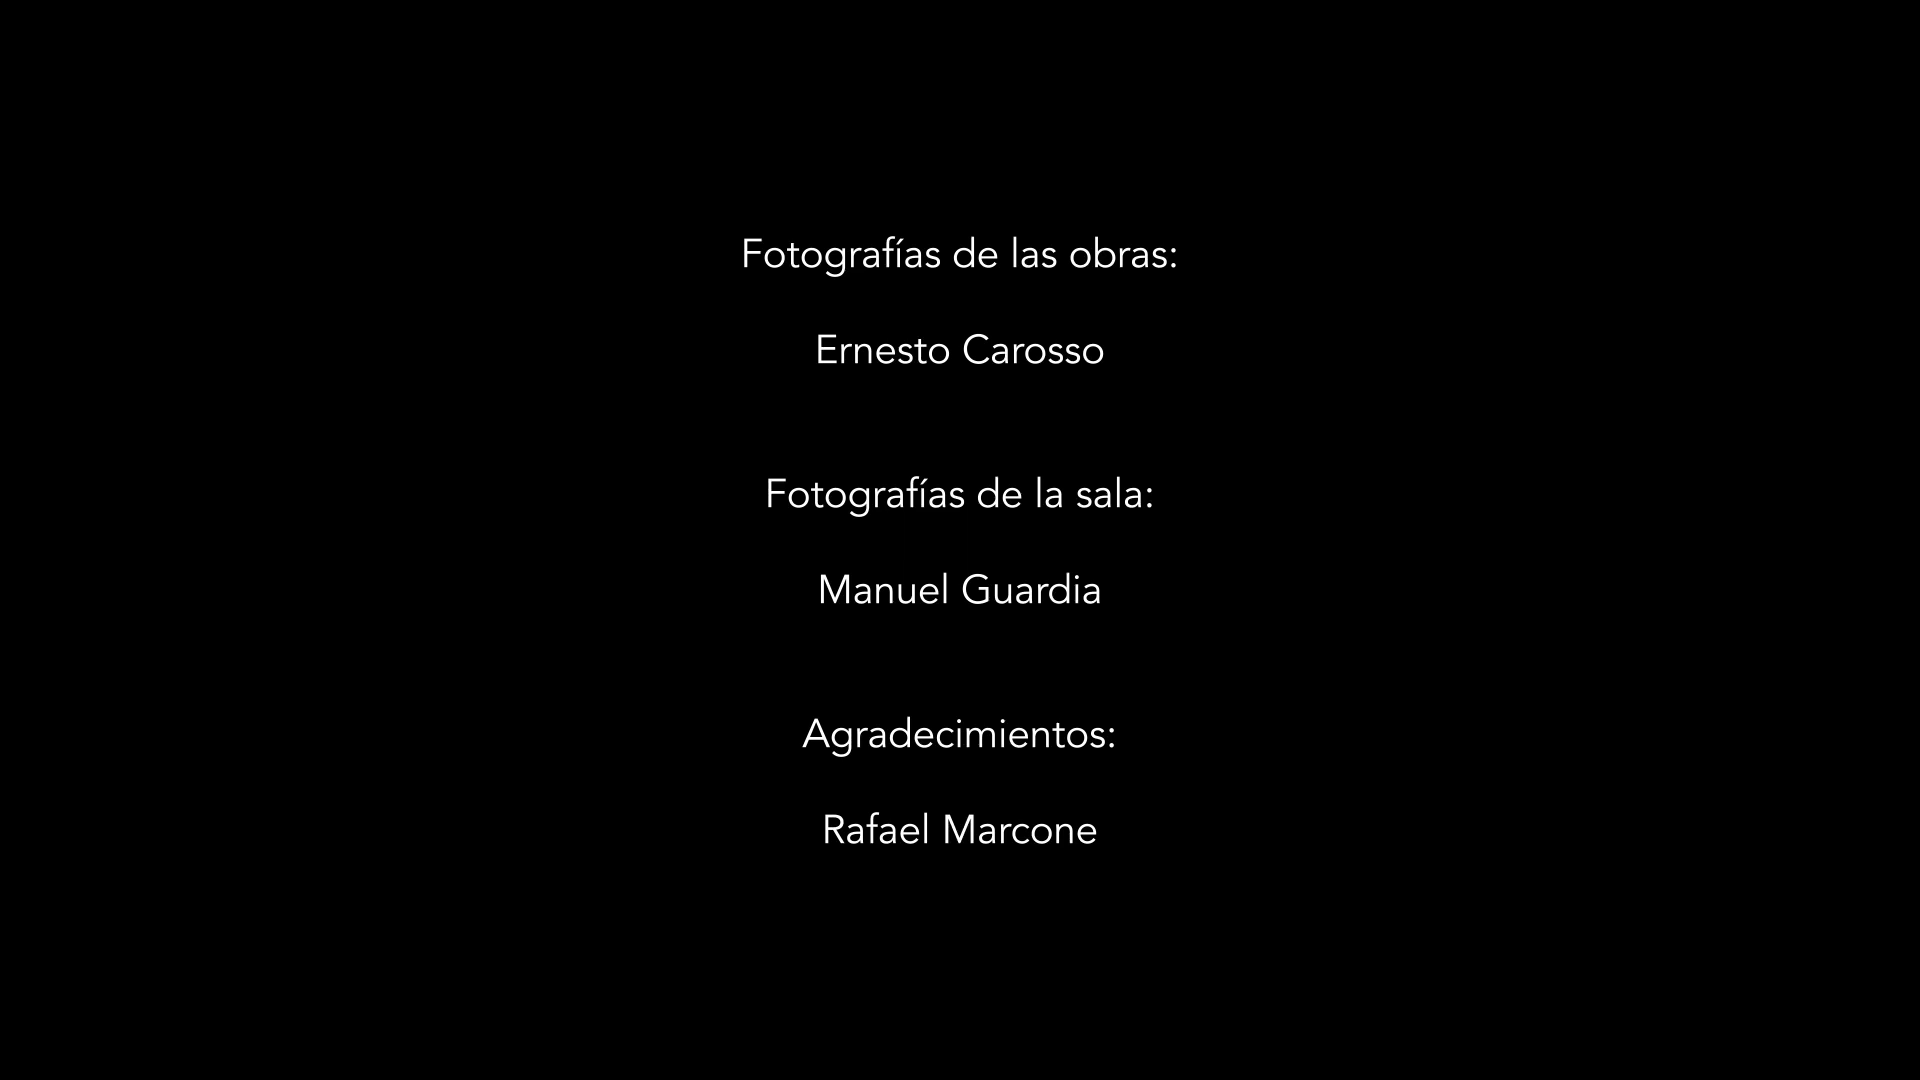 Fotografías de las obras:
Ernesto Carosso
Fotografías de la sala:
Manuel Guardia
Agradecimientos:
Rafael Marcone